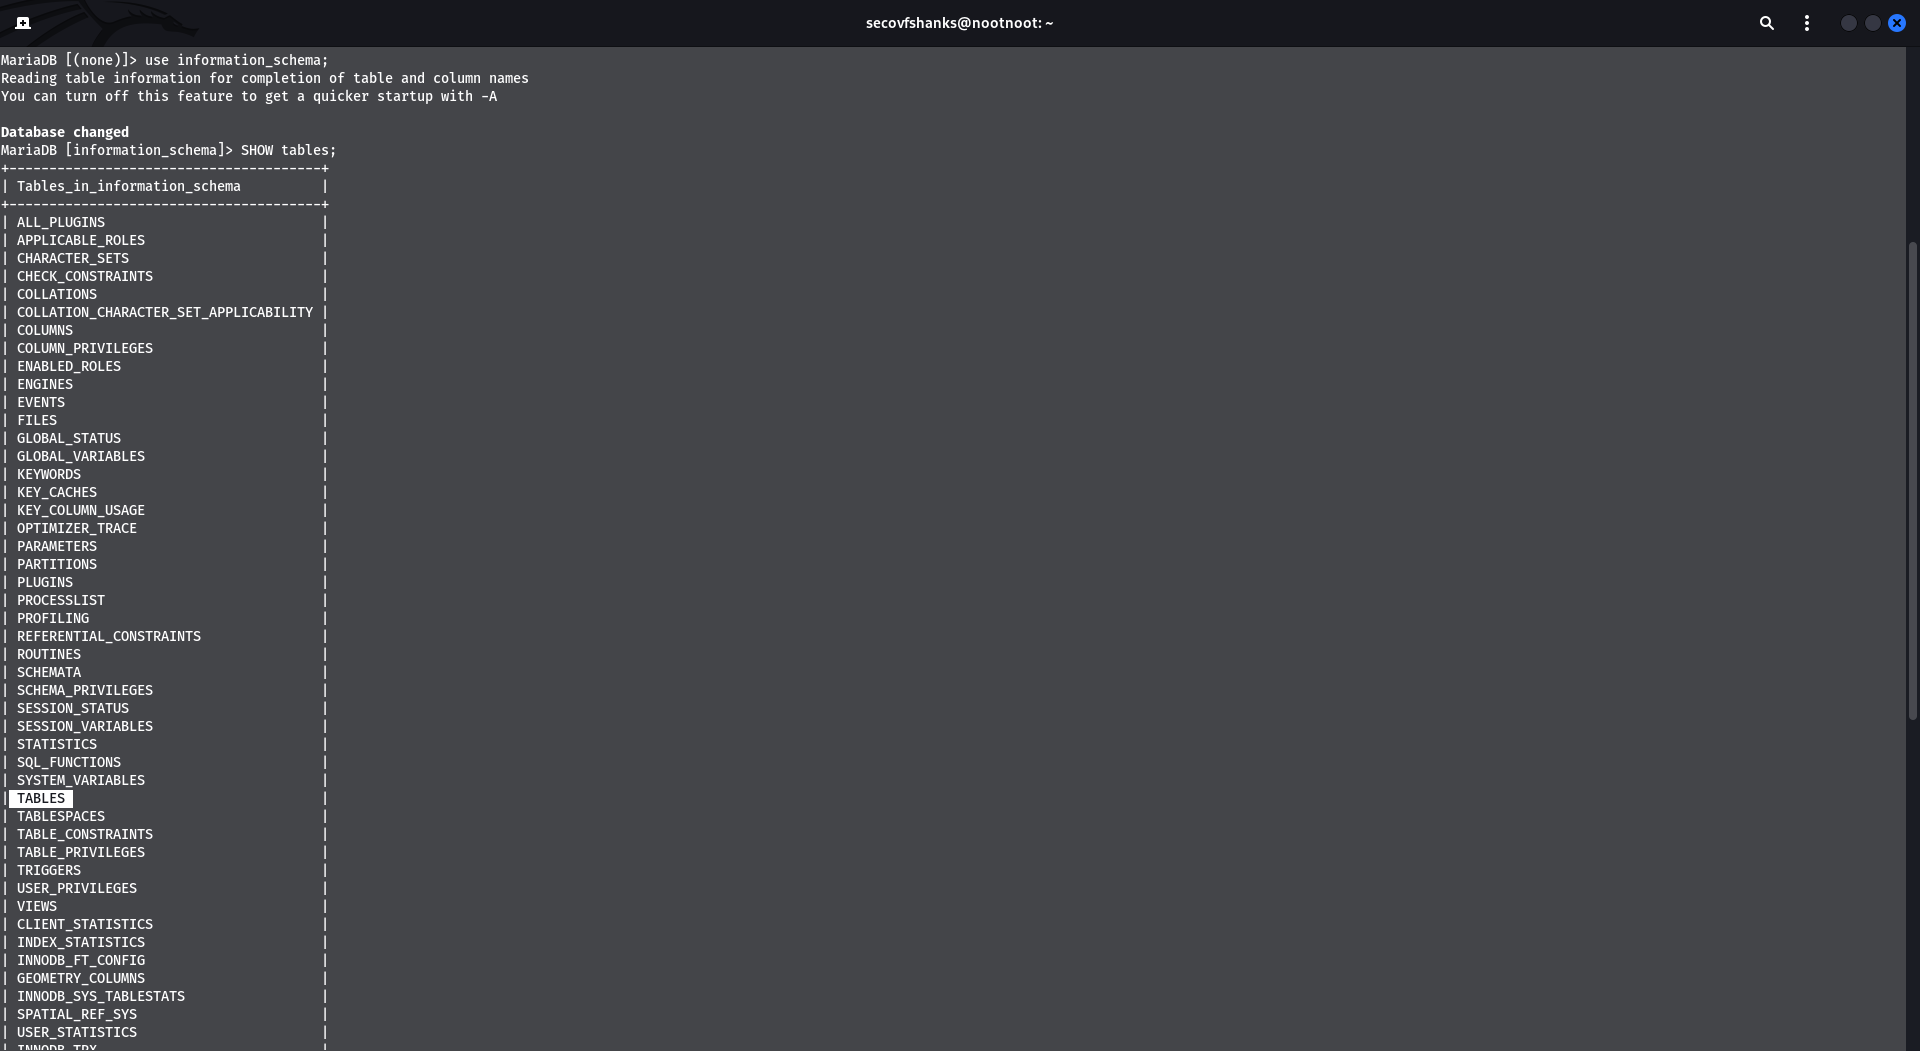 secovfshanks@nootnoot: ~
MariaDB [(none)]> use information_schema;
Reading table information for completion of table and column names
You can turn off this feature to get a quicker startup with -A
Database changed
MariaDB [information_schema]> SHOW tables;
+---------------------------------------+
| Tables_in_information_schema          |
+---------------------------------------+
| ALL_PLUGINS                           |
| APPLICABLE_ROLES                      |
| CHARACTER_SETS                        |
| CHECK_CONSTRAINTS                     |
| COLLATIONS                            |
| COLLATION_CHARACTER_SET_APPLICABILITY |
| COLUMNS                               |
| COLUMN_PRIVILEGES                     |
| ENABLED_ROLES                         |
| ENGINES                               |
| EVENTS                                |
| FILES                                 |
| GLOBAL_STATUS                         |
| GLOBAL_VARIABLES                      |
| KEYWORDS                              |
| KEY_CACHES                            |
| KEY_COLUMN_USAGE                      |
| OPTIMIZER_TRACE                       |
| PARAMETERS                            |
| PARTITIONS                            |
| PLUGINS                               |
| PROCESSLIST                           |
| PROFILING                             |
| REFERENTIAL_CONSTRAINTS               |
| ROUTINES                              |
| SCHEMATA                              |
| SCHEMA_PRIVILEGES                     |
| SESSION_STATUS                        |
| SESSION_VARIABLES                     |
| STATISTICS                            |
| SQL_FUNCTIONS                         |
| SYSTEM_VARIABLES                      |
| TABLES                                |
| TABLESPACES                           |
| TABLE_CONSTRAINTS                     |
| TABLE_PRIVILEGES                      |
| TRIGGERS                              |
| USER_PRIVILEGES                       |
| VIEWS                                 |
| CLIENT_STATISTICS                     |
| INDEX_STATISTICS                      |
| INNODB_FT_CONFIG                      |
| GEOMETRY_COLUMNS                      |
| INNODB_SYS_TABLESTATS                 |
| SPATIAL_REF_SYS                       |
| USER_STATISTICS                       |
| INNODB_TRX                            |